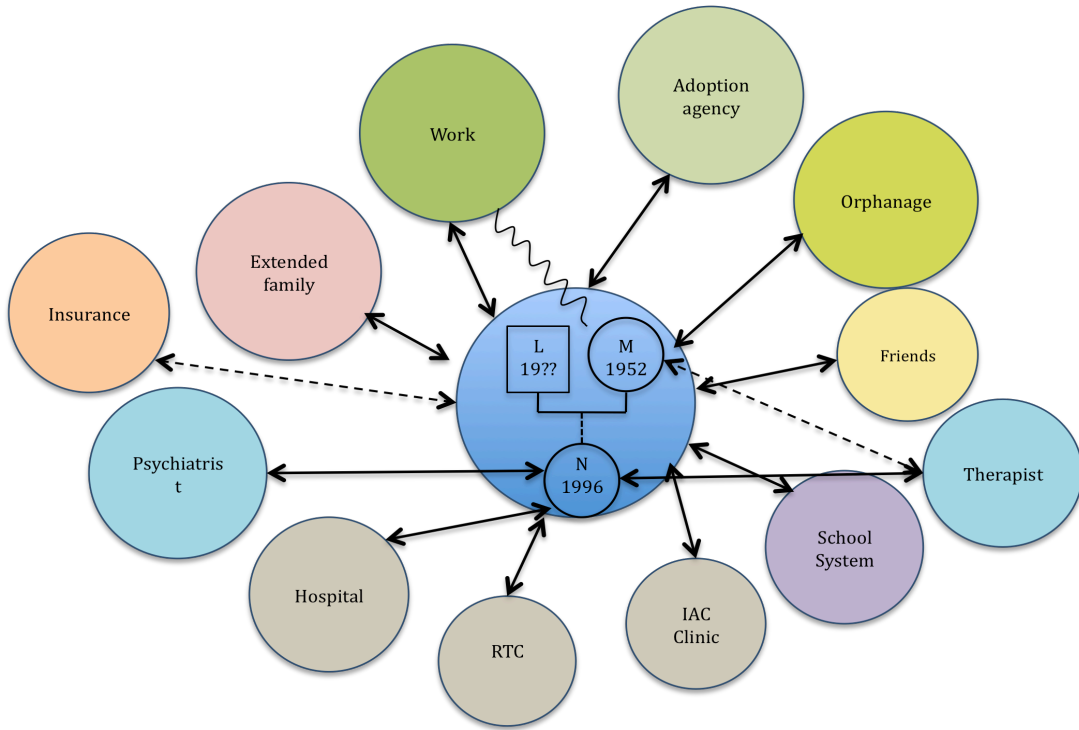 Adoption
agency
Work
Orphanage
Extended
family
Insurance
L
19??
M
1952
Friends
Psychiatris
t
N
1996
Therapist
School
System
Hospital
IAC
Clinic
RTC